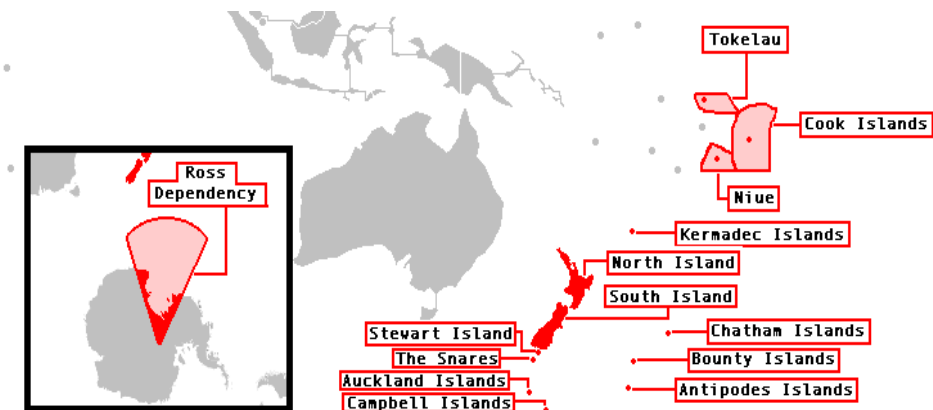 Tokelau
Cook Islands
Ross
Dependency
Niue
Kermadec Islands
North Island
South Island
Stewart Island
Chatham Islands
The Snares
Bounty Islands
Auckland Islands
Antipodes Islands
Campbell Islands